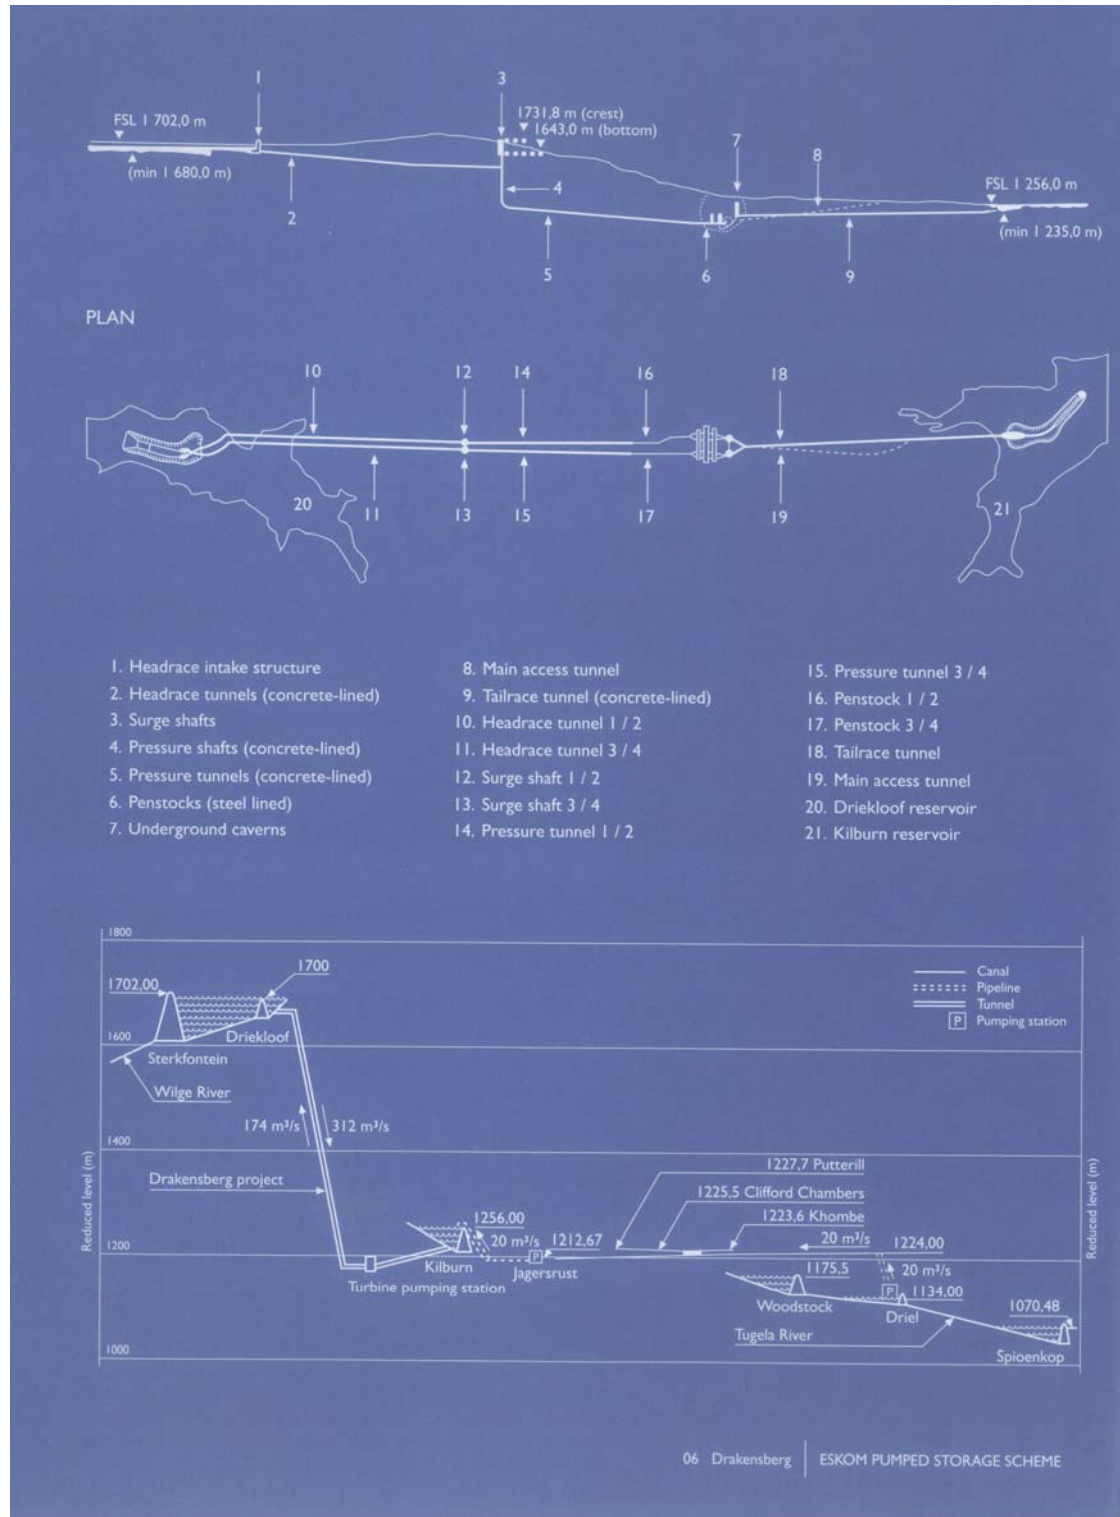 1
3
FSL 1 702,0 m
1731,8 m (crest)
1643,0 m (bottom)
7
8
(min 1 680,0 m)
FSL 1 256,0 m
4
2
(min 1 235,0 m)
5
6
9
PLAN
10
12
14
16
18
20
21
11
13
15
17
19
1. Headrace intake structure
2. Headrace tunnels (concrete-lined)
3. Surge shafts
4. Pressure shafts (concrete-lined)
5. Pressure tunnels (concrete-lined)
6. Penstocks (steel lined)
7. Underground caverns
8. Main access tunnel
9. Tailrace tunnel (concrete-lined)
10. Headrace tunnel 1 / 2
11. Headrace tunnel 3 / 4
12. Surge shaft 1 / 2
13. Surge shaft 3 / 4
14. Pressure tunnel 1 / 2
15. Pressure tunnel 3 / 4
16. Penstock 1 / 2
17. Penstock 3 / 4
18. Tailrace tunnel
19. Main access tunnel
20. Driekloof reservoir
21. Kilburn reservoir
1800
1700
1702,00
Canal
Pipeline
Tunnel
P Pumping station
Driekloof
1600
Sterkfontein
Wilge River
174 m³/s
312 m³/s
1400
Reduced level (m)
Reduced level (m)
1227,7 Putterill
Drakensberg project
1225,5 Clifford Chambers
1256,00
1223,6 Khombe
20 m³/s
1212,67
20 m³/s
1224,00
1200
P
Kilburn
Jagersrust
1175,5
20 m³/s
Turbine pumping station
P
1134,00
Woodstock
Driel
1070,48
Tugela River
1000
Spioenkop
06 Drakensberg | ESKOM PUMPED STORAGE SCHEME